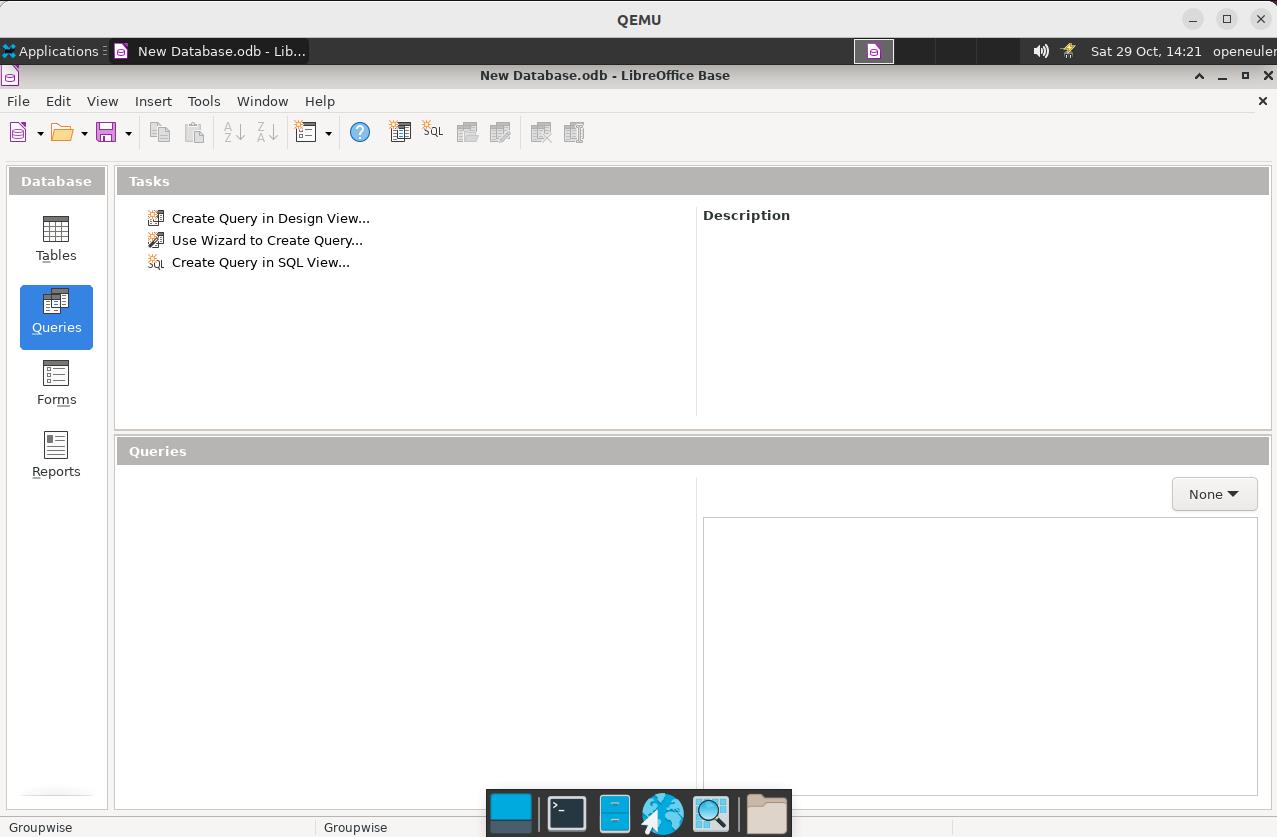 QEMU
Applications
New Database.odb - Lib...
Sat 29 Oct, 14:21
openeuler
New Database.odb - LibreOffice Base
File Edit View Insert Tools Window Help
A Z
Z A
SQL
Database
Tasks
Create Query in Design View...
Use Wizard to Create Query...
SQL Create Query in SQL View...
Description
Tables
Queries
Forms
Reports
Queries
None
Groupwise
Groupwise